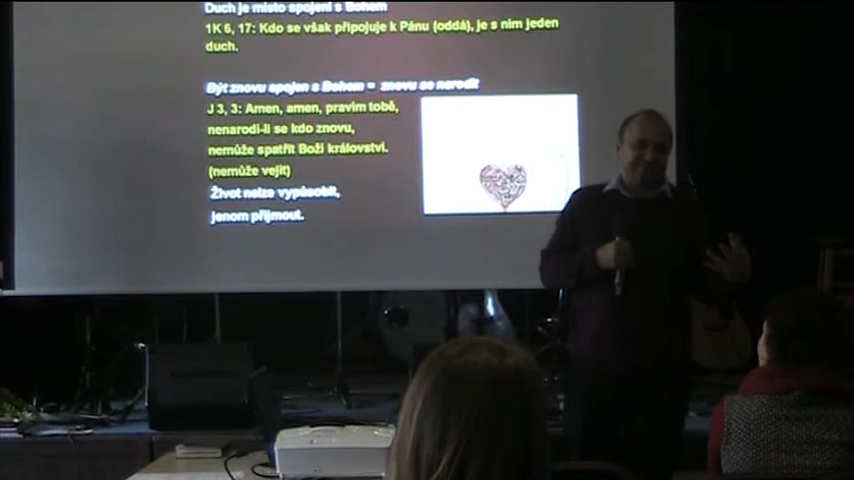 Duch je místo spojení s Bohem
1K 6, 17: Kdo se však připojuje k Pánu (oddá), je s ním jeden
duch.
Být znovu spojen s Bohem = znovu se narodit
J 3, 3: Amen, amen, pravím tobě,
nenarodí-li se kdo znovu,
nemůže spatřit Boží království.
(nemůže vejít)
Život nelze vypůsobit,
jenom přijmout.